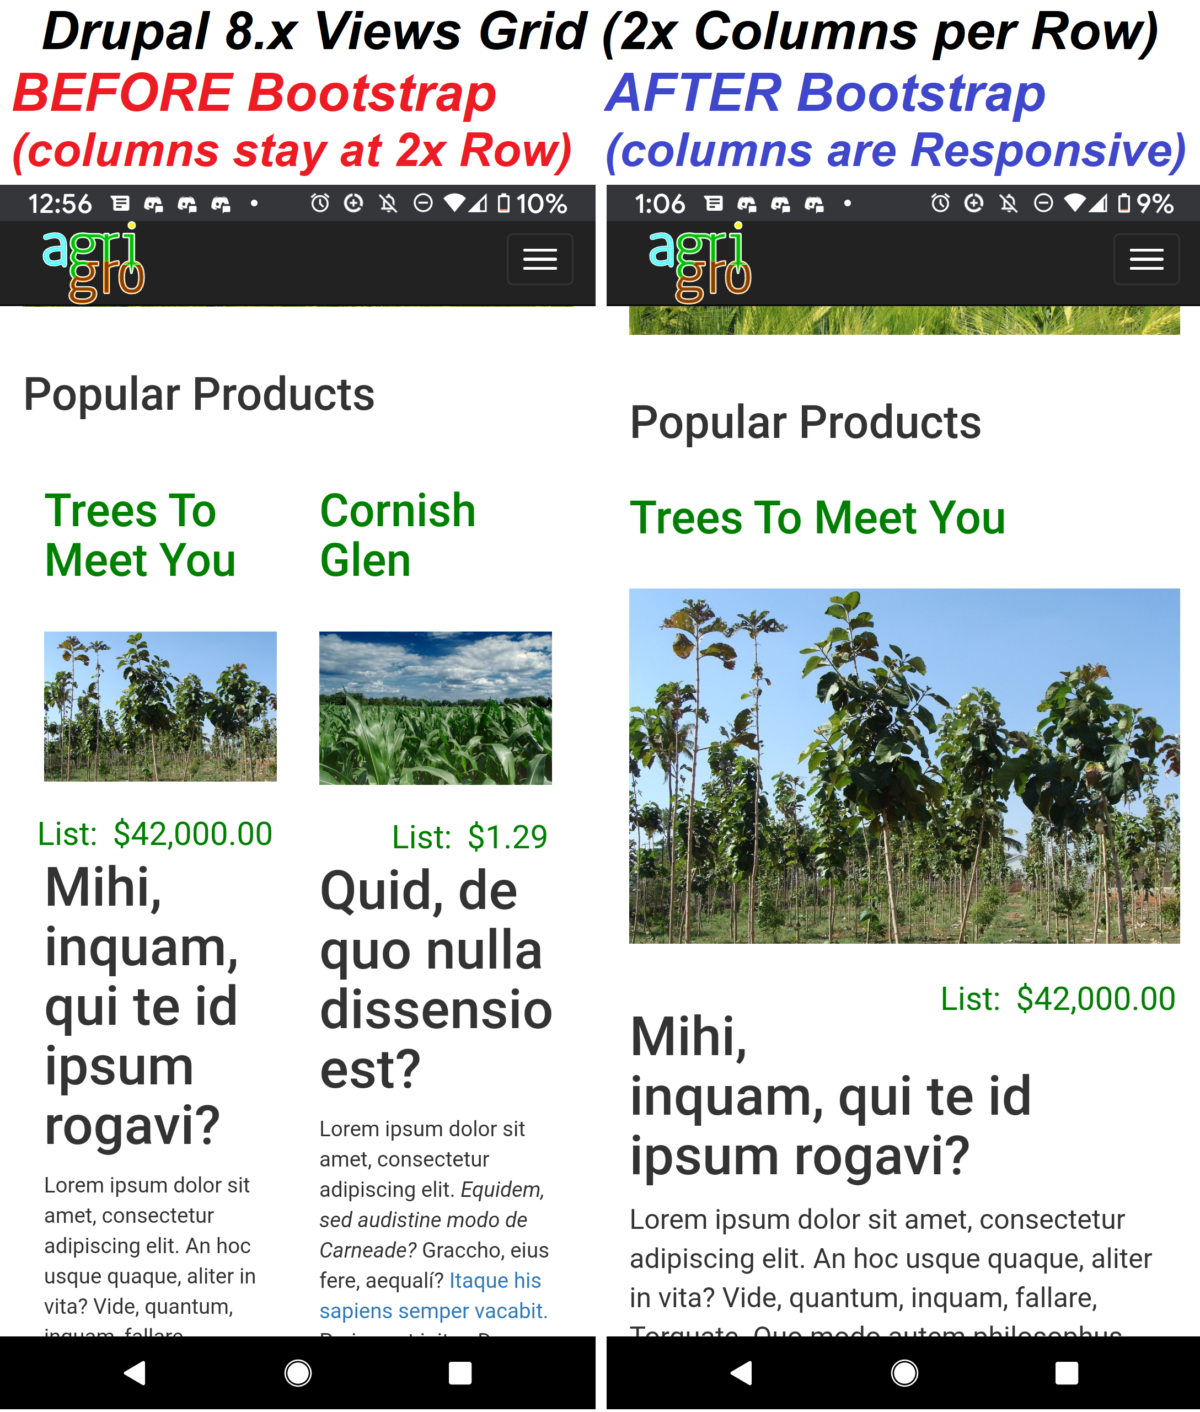 Drupal 8.x Views Grid (2x Columns per Row)
BEFORE Bootstrap
(columns stay at 2x Row)
12:56
10%
agri
gro
Popular Products
Trees To
Meet You
List: $42,000.00
Mihi,
inquam,
qui te id
ipsum
rogavi?
Lorem ipsum dolor sit
amet, consectetur
adipiscing elit. An hoc
usque quaque, aliter in
vita? Vide, quantum,
inquam, fallare
Cornish
Glen
List: $1.29
Quid, de
quo nulla
dissensio
est?
Lorem ipsum dolor sit
amet, consectetur
adipiscing elit. Equidem,
sed audistine modo de
Carneade? Graccho, eius
fere, aequalí? Itaque his
sapiens semper vacabit.
AFTER Bootstrap
(columns are Responsive)
1:06
9%
agri
gro
Popular Products
Trees To Meet You
List: $42,000.00
Mihi,
inquam, qui te id
ipsum rogavi?
Lorem ipsum dolor sit amet, consectetur
adipiscing elit. An hoc usque quaque, aliter
in vita? Vide, quantum, inquam, fallare,
Torquate. Quo modo autem philosophus